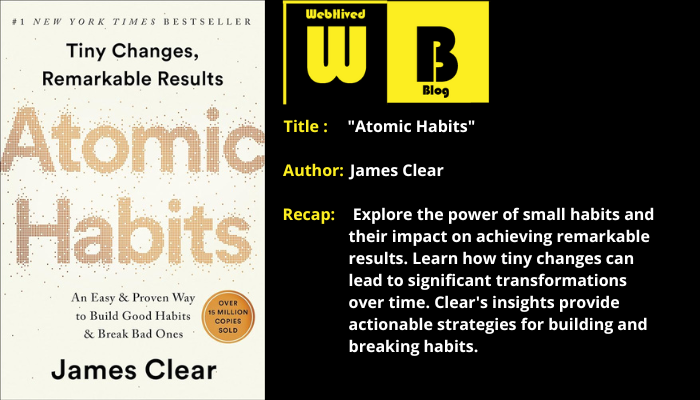 #1 NEW YORK TIMES BESTSELLER
Tiny Changes,
Remarkable Results
Atomic
Habits
An Easy & Proven Way
to Build Good Habits
& Break Bad Ones
OVER
15 MILLION
COPIES
SOLD
James Clear
WebHived
W
B
Blog
Title : "Atomic Habits"
Author: James Clear
Recap: Explore the power of small habits and
their impact on achieving remarkable
results. Learn how tiny changes can
lead to significant transformations
over time. Clear's insights provide
actionable strategies for building and
breaking habits.